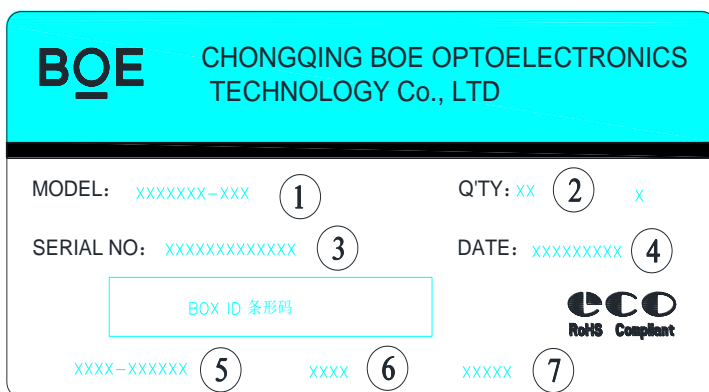 BOE
CHONGQING BOE OPTOELECTRONICS
TECHNOLOGY Co., LTD
MODEL： XXXXXXX-XXX 1 Q'TY: XX 2 X
SERIAL NO： XXXXXXXXXXXXX 3 DATE： XXXXXXXXX 4
BOX ID 条形码
eco
RoHS Compliant
XXXX-XXXXXX 5 XXXX 6 XXXXX 7